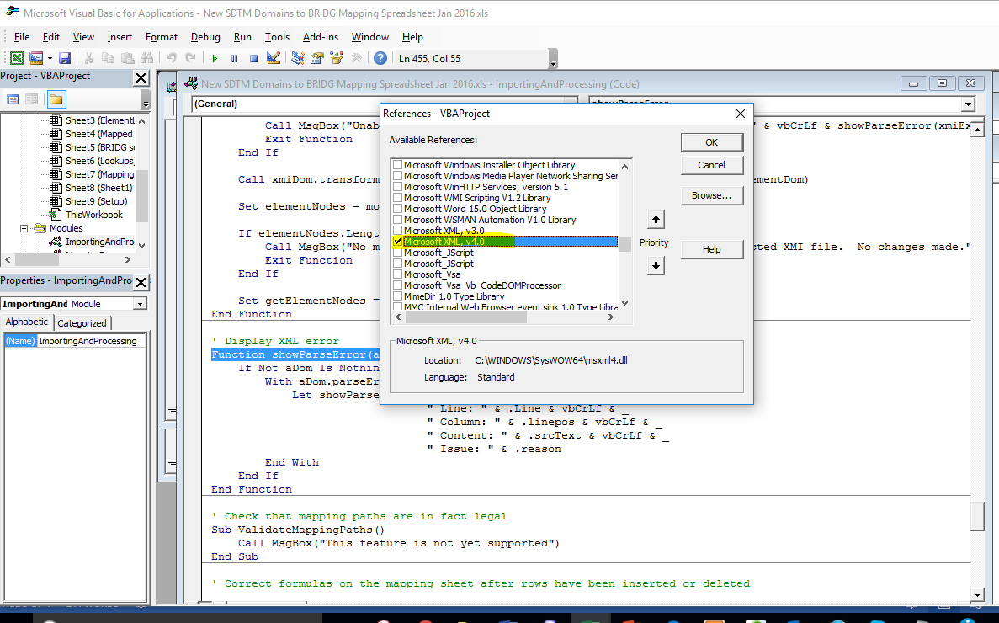 Microsoft Visual Basic for Applications - New SDTM Domains to BRIDG Mapping Spreadsheet Jan 2016.xls
File Edit View Insert Format Debug Run Tools Add-Ins Window Help
Ln 455, Col 55
Project - VBAProject
Sheet3 (Element
Sheet4 (Mapped
Sheet5 (BRIDG s
Sheet6 (Lookups
Sheet7 (Mapping
Sheet8 (Sheet1)
Sheet9 (Setup)
ThisWorkbook
Modules
ImportingAndPro
Properties - ImportingAndPro
ImportingAnd Module
Alphabetic Categorized
(Name) ImportingAndProcessing
New SDTM Domains to BRIDG Mapping Spreadsheet Jan 2016.xls - ImportingAndProcessing (Code)
(General) showParseError
Call MsgBox("Unab " & vbCrLf & showParseError(xmiEx
Exit Function
End If
Call xmiDom.transform ementDom)
Set elementNodes = mo
If elementNodes.Lengt
Call MsgBox("No m cted XMI file. No changes made."
Exit Function
End If
Set getElementNodes =
End Function
' Display XML error
Function showParseError(a
If Not aDom Is Nothin
With aDom.parseEr
Let showParse
" Line: " & .Line & vbCrLf & _
" Column: " & .linepos & vbCrLf & _
" Content: " & .srcText & vbCrLf & _
" Issue: " & .reason
End With
End If
End Function
' Check that mapping paths are in fact legal
Sub ValidateMappingPaths()
Call MsgBox("This feature is not yet supported")
End Sub
' Correct formulas on the mapping sheet after rows have been inserted or deleted
References - VBAProject
Available References:
Microsoft Windows Installer Object Library
Microsoft Windows Media Player Network Sharing Ser
Microsoft WinHTTP Services, version 5.1
Microsoft WMI Scripting V1.2 Library
Microsoft Word 15.0 Object Library
Microsoft WSMAN Automation V1.0 Library
Microsoft XML, v3.0
Microsoft XML, v4.0
Microsoft_JScript
Microsoft_JScript
Microsoft_Vsa
Microsoft_Vsa_Vb_CodeDOMProcessor
MimeDir 1.0 Type Library
MMC Internal Web Browser event sink 1.0 Type Libra
OK
Cancel
Browse...
Priority
Help
Microsoft XML, v4.0
Location: C:\WINDOWS\SysWOW64\msxml4.dll
Language: Standard